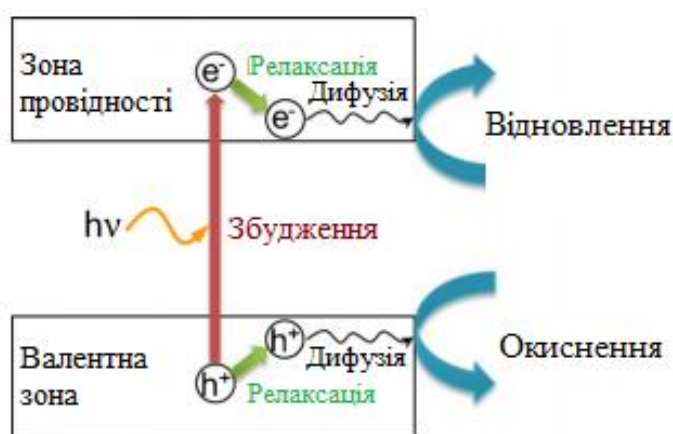 Зона
провідності
e-
Релаксація
e-
Дифузія
Відновлення
hν
Збудження
Валентна
зона
h+
h+
Дифузія
Релаксація
Окиснення